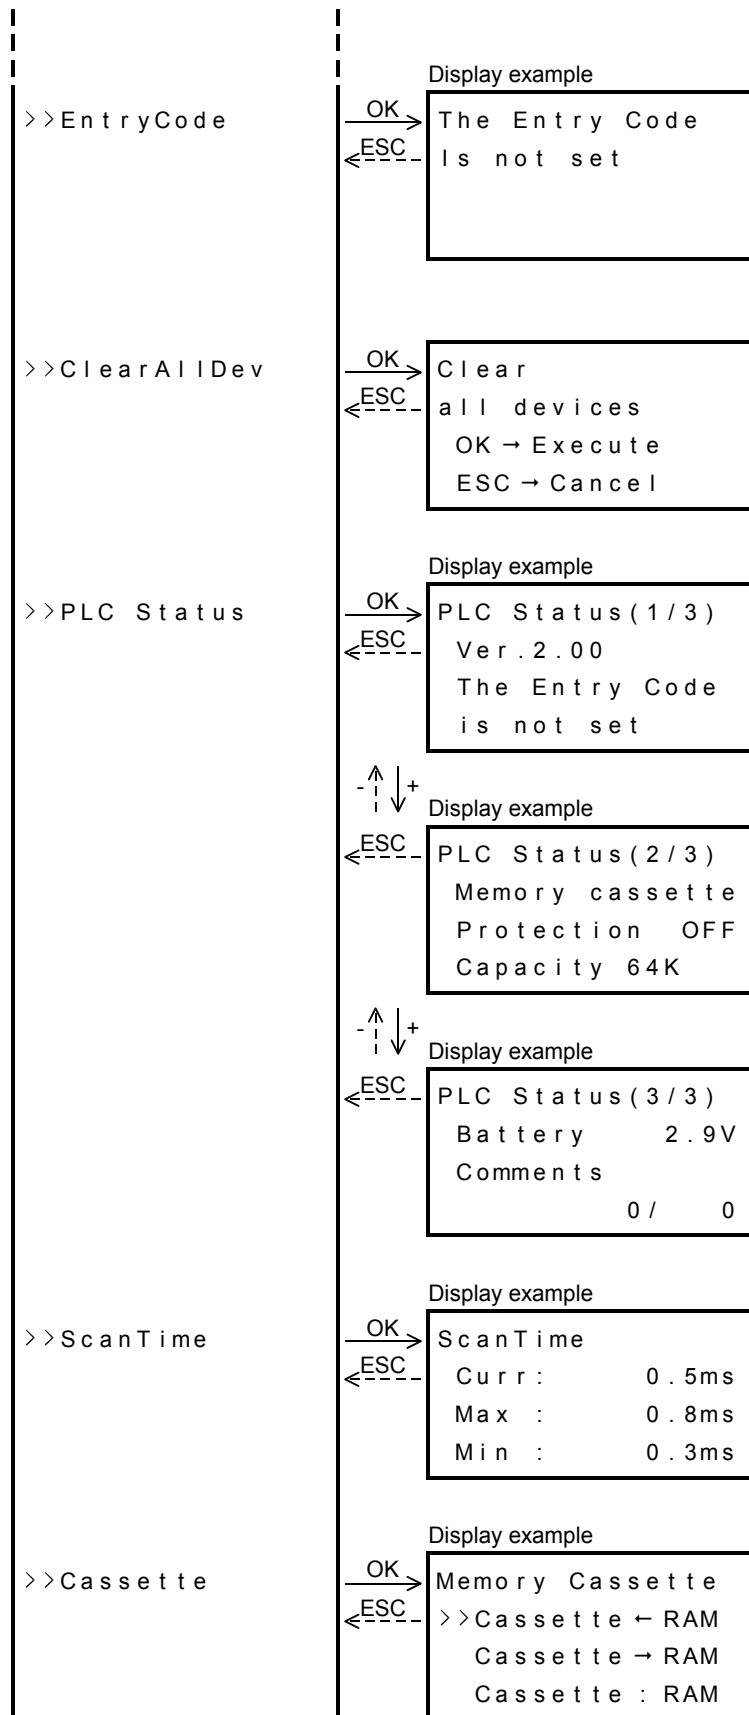 Display example
>>EntryCode
OK
ESC
The Entry Code
Is not set
>>ClearAllDev
OK
ESC
Clear
all devices
OK → Execute
ESC → Cancel
Display example
>>PLC Status
OK
ESC
PLC Status(1/3)
Ver.2.00
The Entry Code
is not set
- +
Display example
ESC
PLC Status(2/3)
Memory cassette
Protection OFF
Capacity 64K
- +
Display example
ESC
PLC Status(3/3)
Battery 2.9V
Comments
0/ 0
Display example
>>ScanTime
OK
ESC
ScanTime
Curr: 0.5ms
Max : 0.8ms
Min : 0.3ms
Display example
>>Cassette
OK
ESC
Memory Cassette
>>Cassette ← RAM
Cassette → RAM
Cassette : RAM